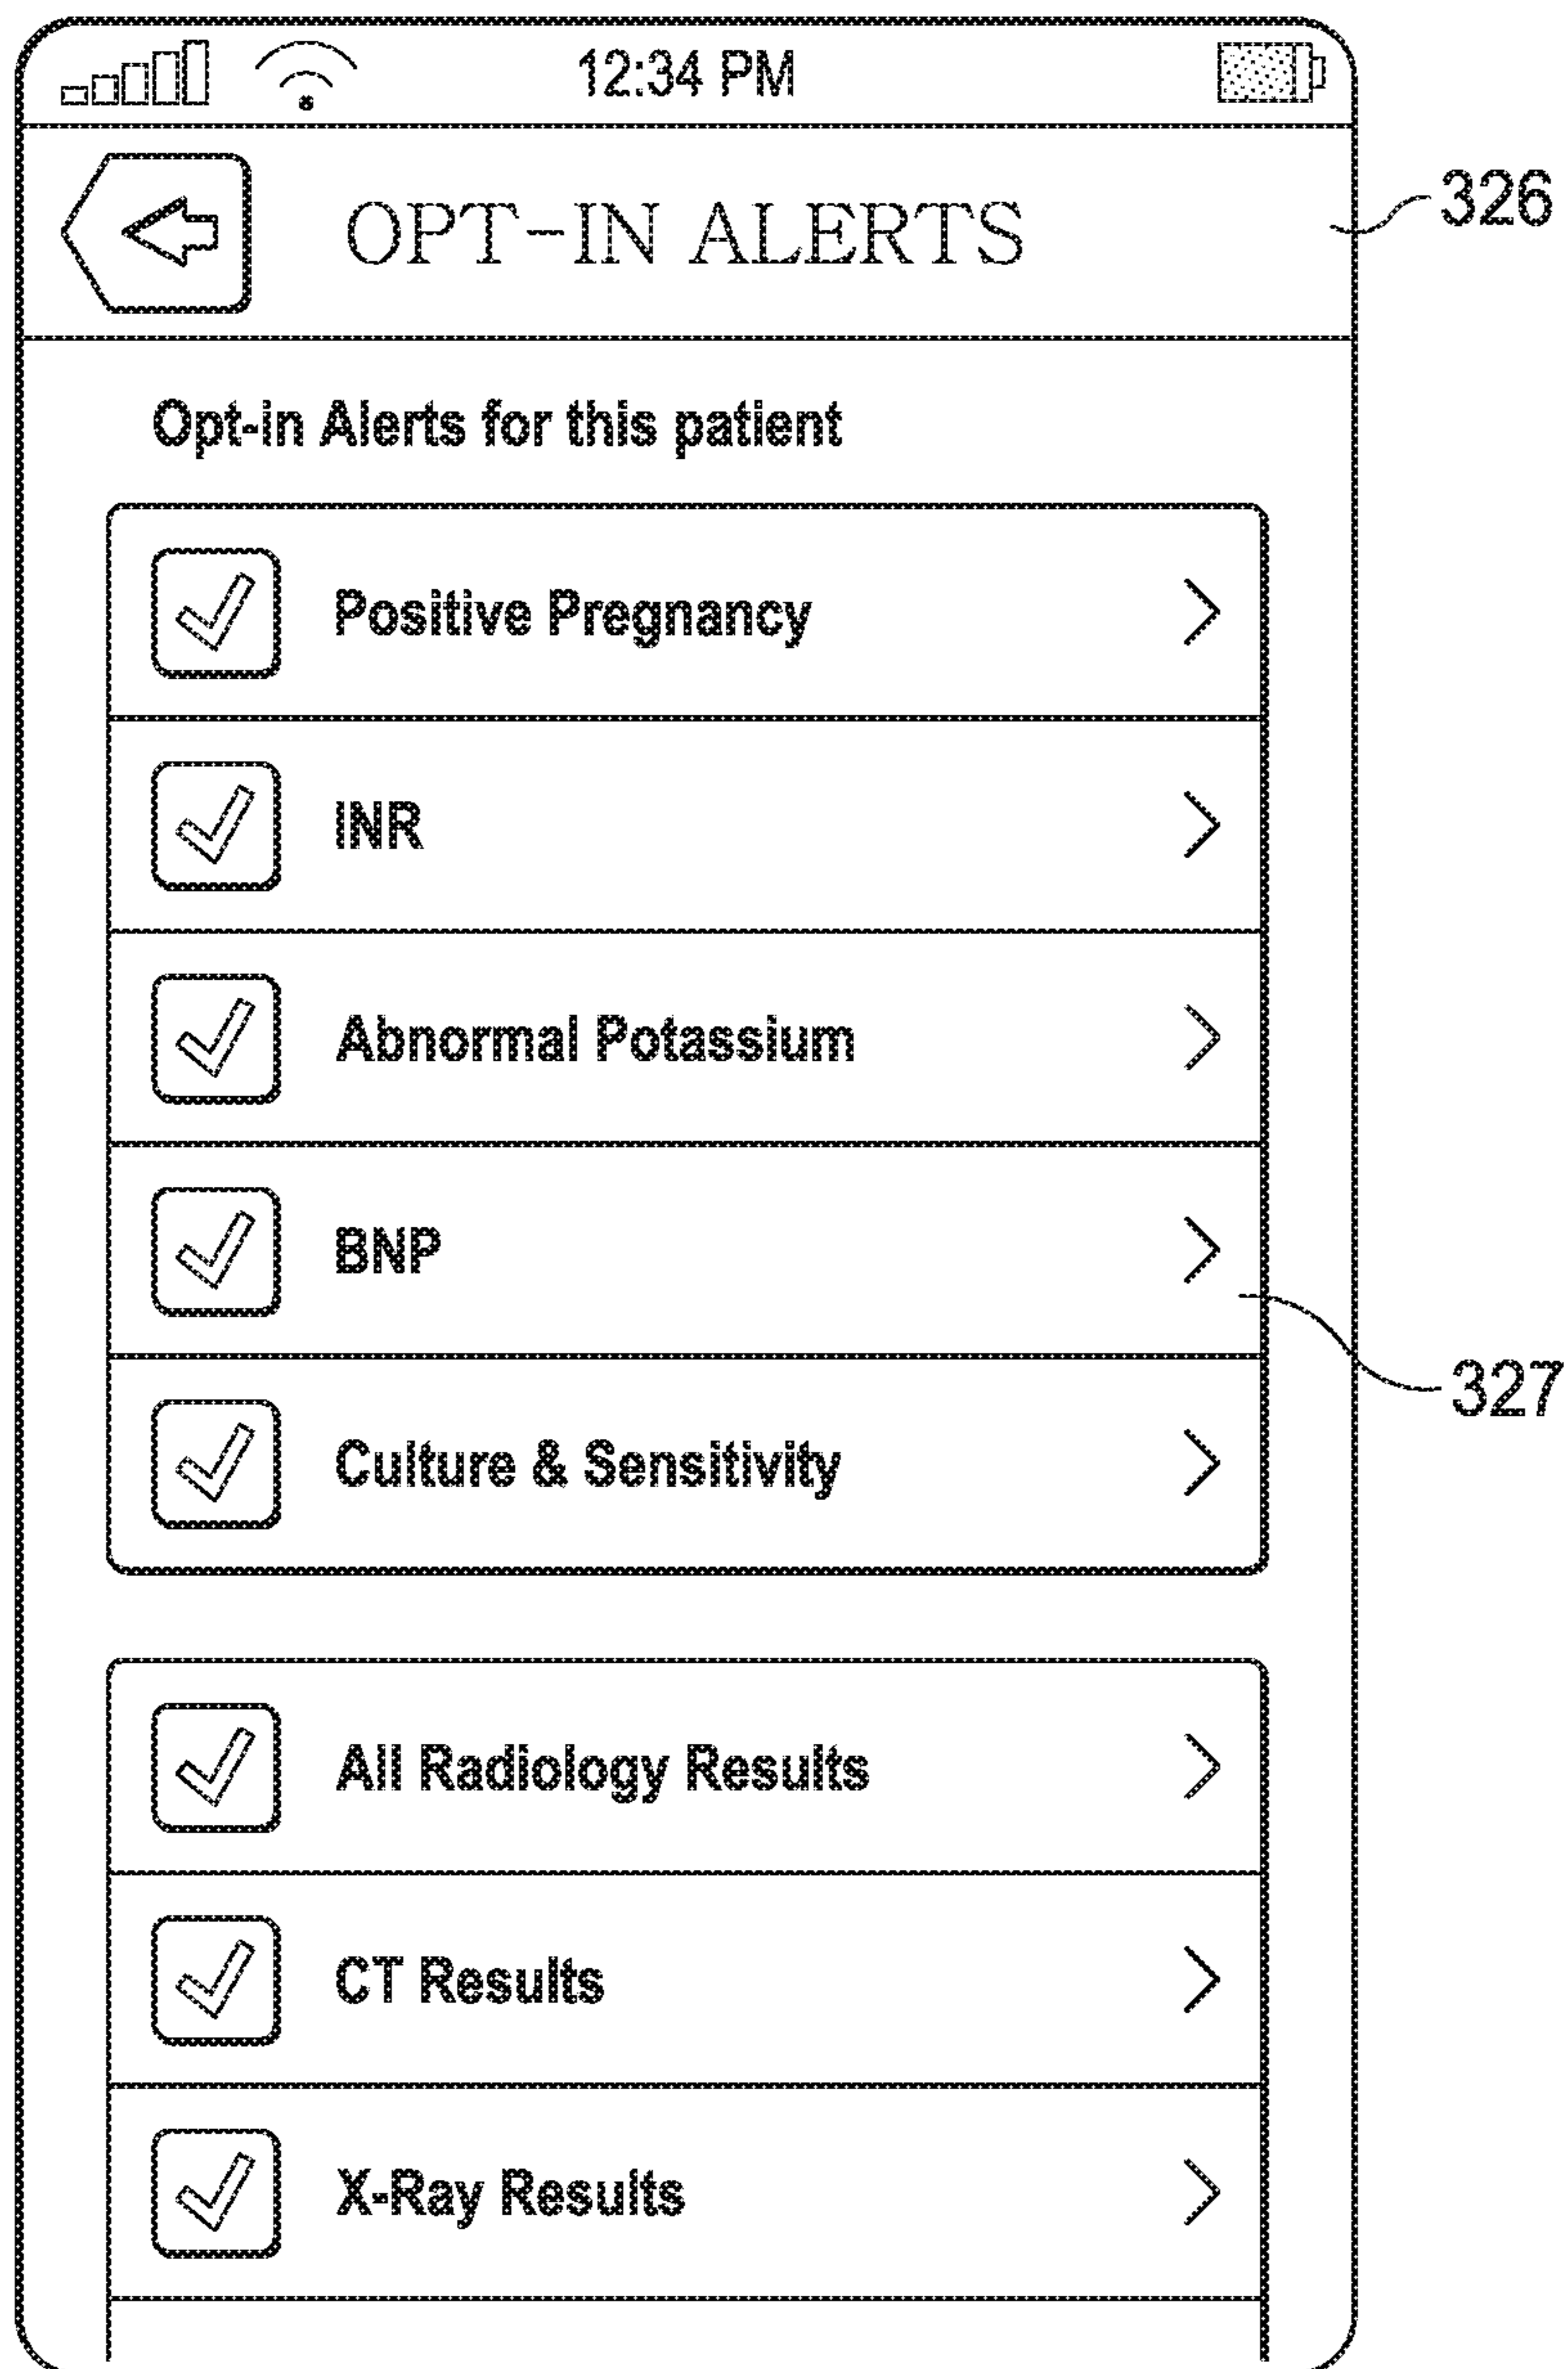 12:34 PM
OPT-IN ALERTS
326
Opt-in Alerts for this patient
Positive Pregnancy
INR
Abnormal Potassium
BNP
327
Culture & Sensitivity
All Radiology Results
CT Results
X-Ray Results